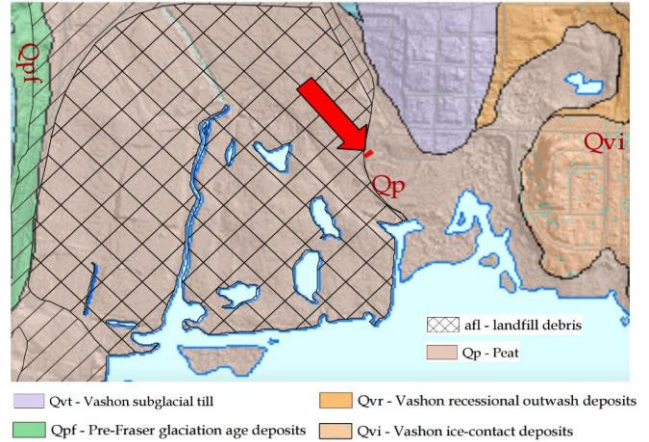 Qpf
Qvi
Qp
afl - landfill debris
Qp - Peat
Qvt - Vashon subglacial till
Qvr - Vashon recessional outwash deposits
Qpf - Pre-Fraser glaciation age deposits
Qvi - Vashon ice-contact deposits